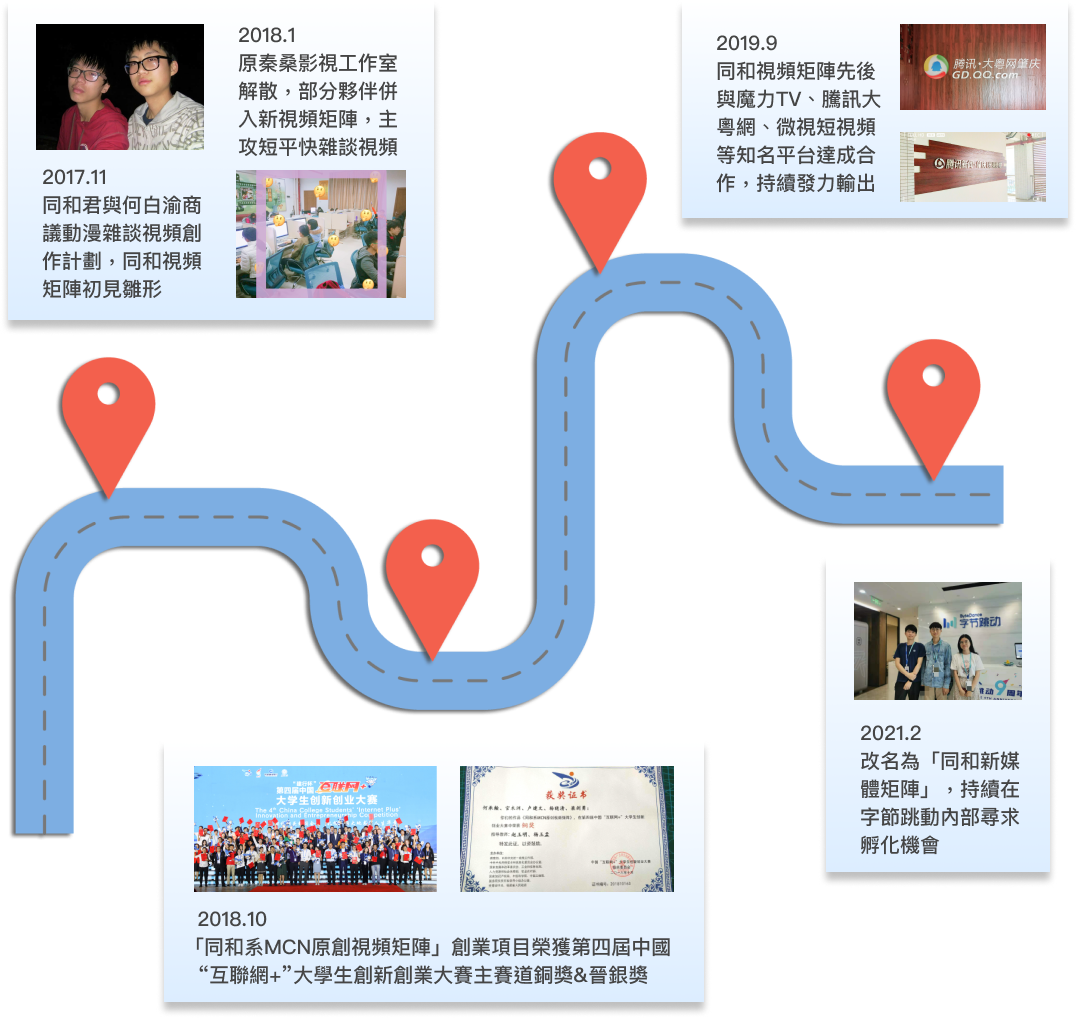 2018.1
原秦桑影視工作室
解散，部分夥伴併
入新視頻矩陣，主
攻短平快雜談視頻
2017.11
同和君與何白渝商
議動漫雜談視頻創
作計劃，同和視頻
矩陣初見雛形
2019.9
同和視頻矩陣先後
與魔力TV、騰訊大
粵網、微視短視頻
等知名平台達成合
作，持續發力輸出
腾讯·大粤网肇庆
GD.QQ.com
ByteDance
字节跳动
2021.2
改名為「同和新媒
體矩陣」，持續在
字節跳動內部尋求
孵化機會
第四届中国
互联网+
大学生创新创业大赛
The 4th China College Students' 'Internet Plus'
Innovation and Entrepreneurship Competition
获奖证书
2018.10
「同和系MCN原創視頻矩陣」創業項目榮獲第四屆中國
“互聯網+”大學生創新創業大賽主賽道銅獎&晉銀獎